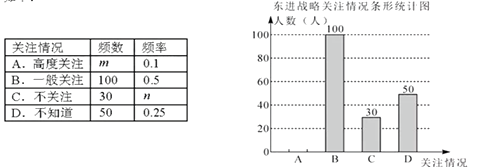 关注情况 频数 频率
A. 高度关注 m 0.1
B. 一般关注 100 0.5
C. 不关注 30 n
D. 不知道 50 0.25
东进战略关注情况条形统计图
人数（人）
100
100
80
60
50
40
30
20
A B C D
关注情况